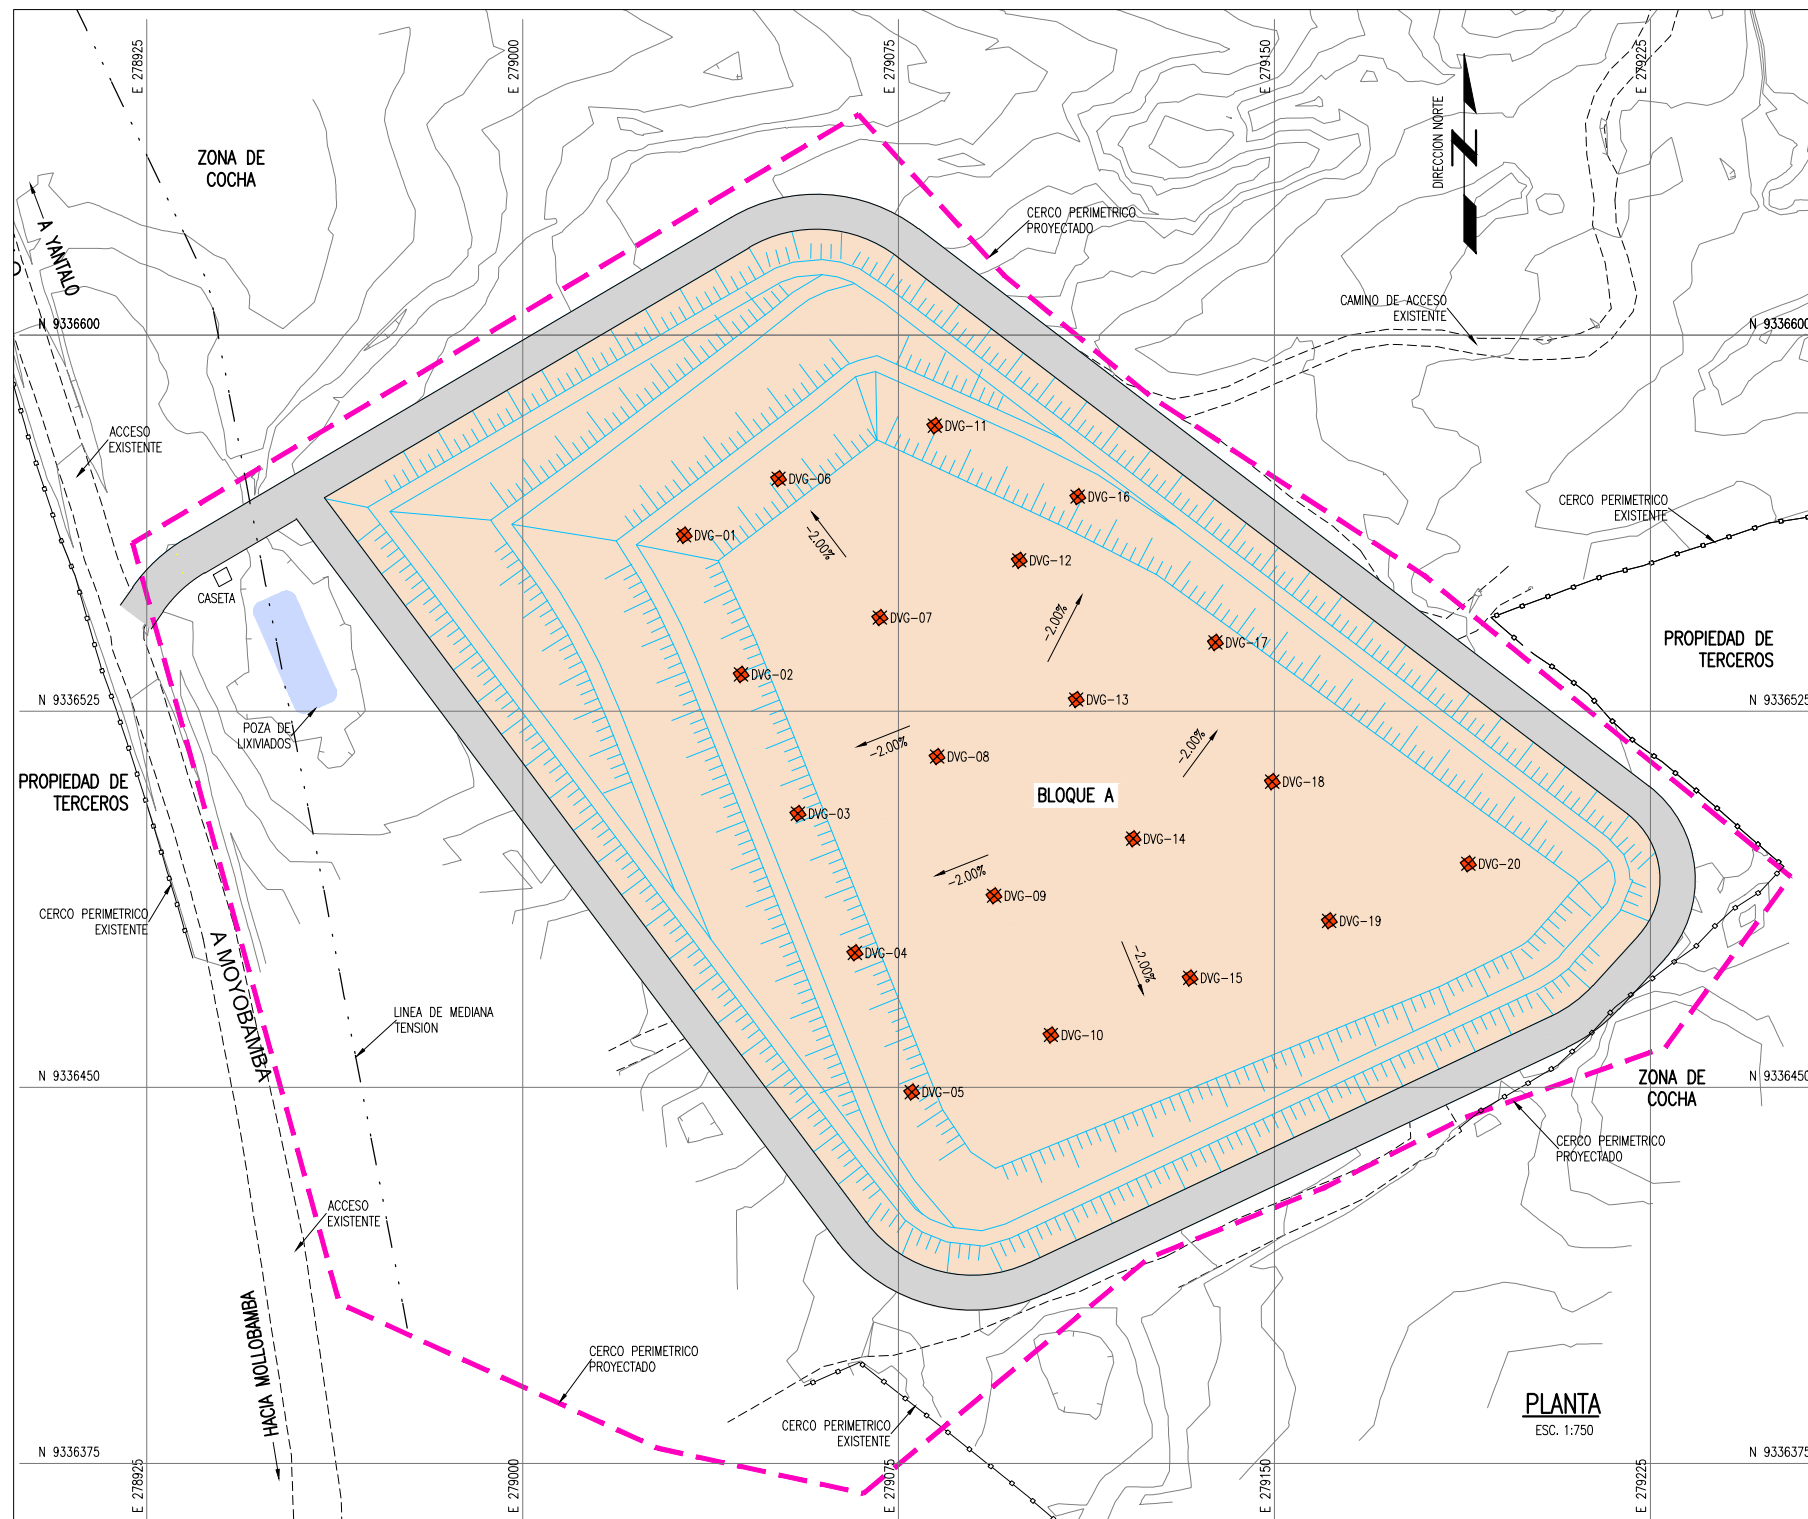 E 278925
E 279000
E 279075
E 279150
E 279225
DIRECCION NORTE
N
ZONA DE
COCHA
A YANTALO
CERCO PERIMETRICO
PROYECTADO
CAMINO DE ACCESO
EXISTENTE
N 9336600
N 9336600
ACCESO
EXISTENTE
DVG-11
DVG-06
DVG-16
CERCO PERIMETRICO
EXISTENTE
DVG-01
-2.00%
DVG-12
CASETA
DVG-07
-2.00%
DVG-17
PROPIEDAD DE
TERCEROS
DVG-02
DVG-13
N 9336525
N 9336525
POZA DE
LIXIVIADOS
-2.00%
-2.00%
DVG-08
PROPIEDAD DE
TERCEROS
BLOQUE A
DVG-18
DVG-03
DVG-14
DVG-20
-2.00%
DVG-09
CERCO PERIMETRICO
EXISTENTE
DVG-19
A MOYOBAMBA
DVG-04
-2.00%
DVG-15
LINEA DE MEDIANA
TENSION
DVG-10
N 9336450
N 9336450
DVG-05
ZONA DE
COCHA
CERCO PERIMETRICO
PROYECTADO
ACCESO
EXISTENTE
HACIA MOLLOBAMBA
CERCO PERIMETRICO
PROYECTADO
CERCO PERIMETRICO
EXISTENTE
PLANTA
ESC. 1:750
N 9336375
N 9336375
E 278925
E 279000
E 279075
E 279150
E 279225